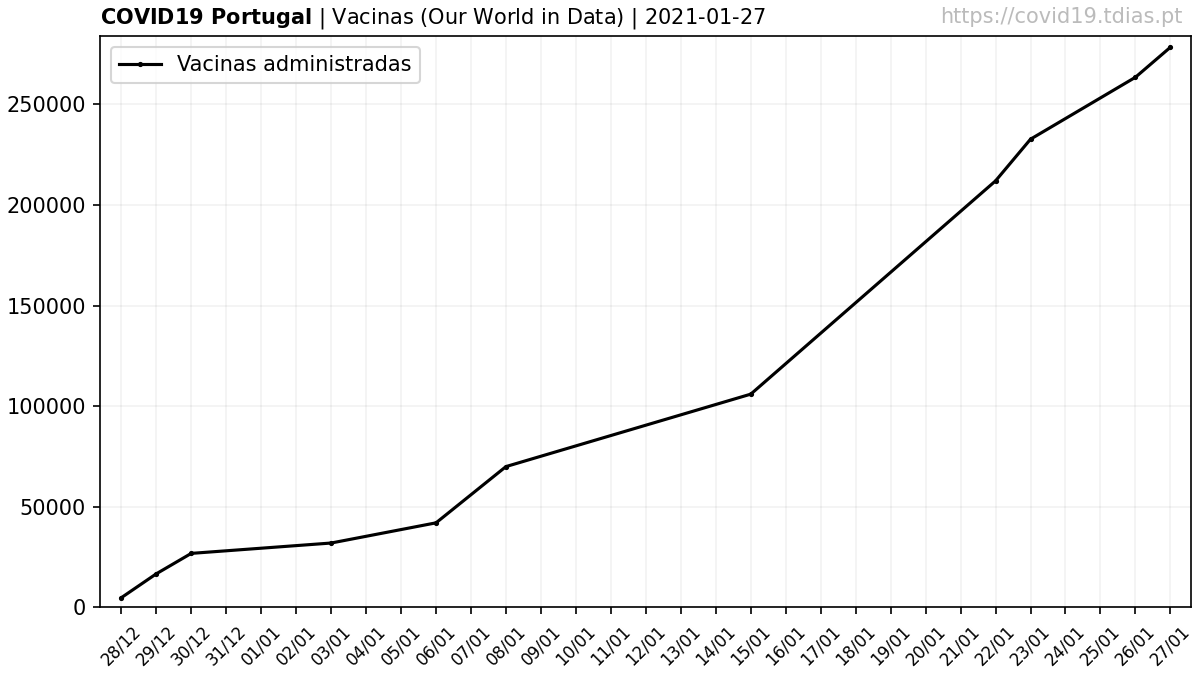 COVID19 Portugal | Vacinas (Our World in Data) | 2021-01-27
https://covid19.tdias.pt
Vacinas administradas
250000
200000
150000
100000
50000
0
28/12 29/12 30/12 31/12 01/01 02/01 03/01 04/01 05/01 06/01 07/01 08/01 09/01 10/01 11/01 12/01 13/01 14/01 15/01 16/01 17/01 18/01 19/01 20/01 21/01 22/01 23/01 24/01 25/01 26/01 27/01